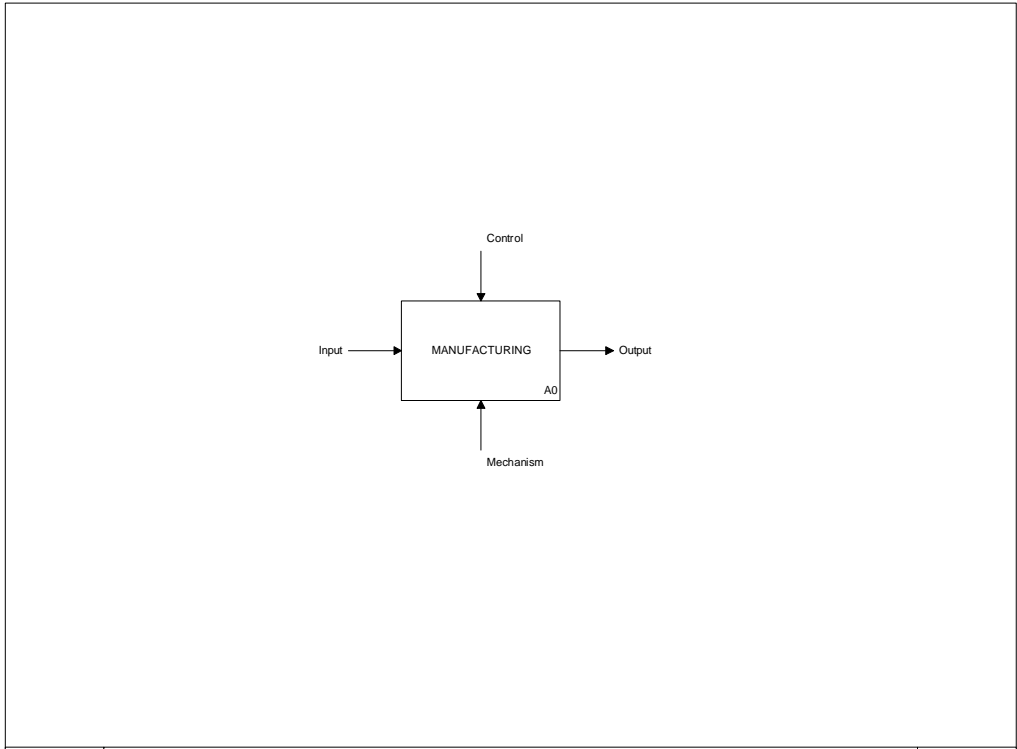 Control
Input
MANUFACTURING
Output
A0
Mechanism